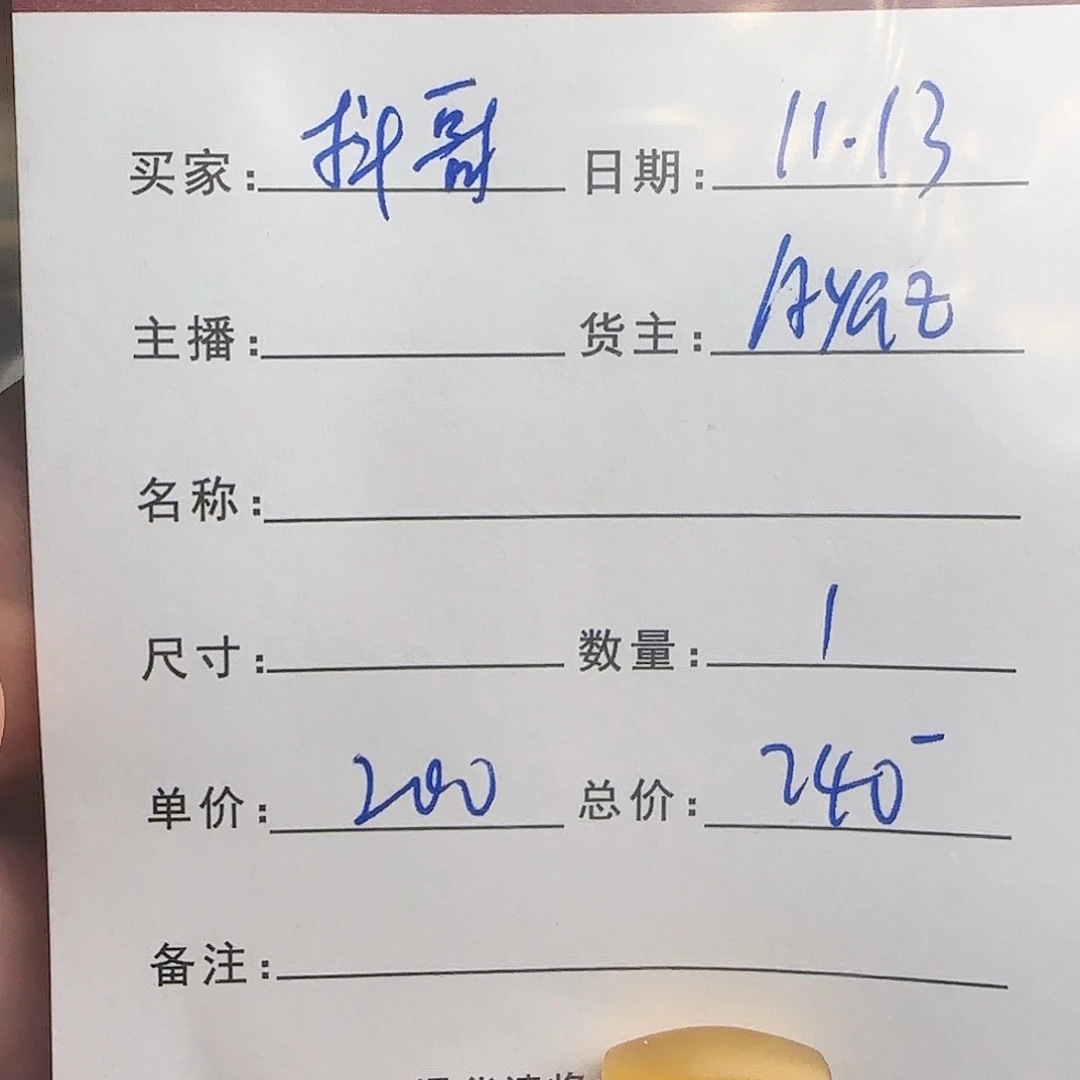 买家：抖哥 日期：11.13
主播： 货主：Ayaz
名称：
尺寸： 数量：1
单价：200 总价：240-
备注：